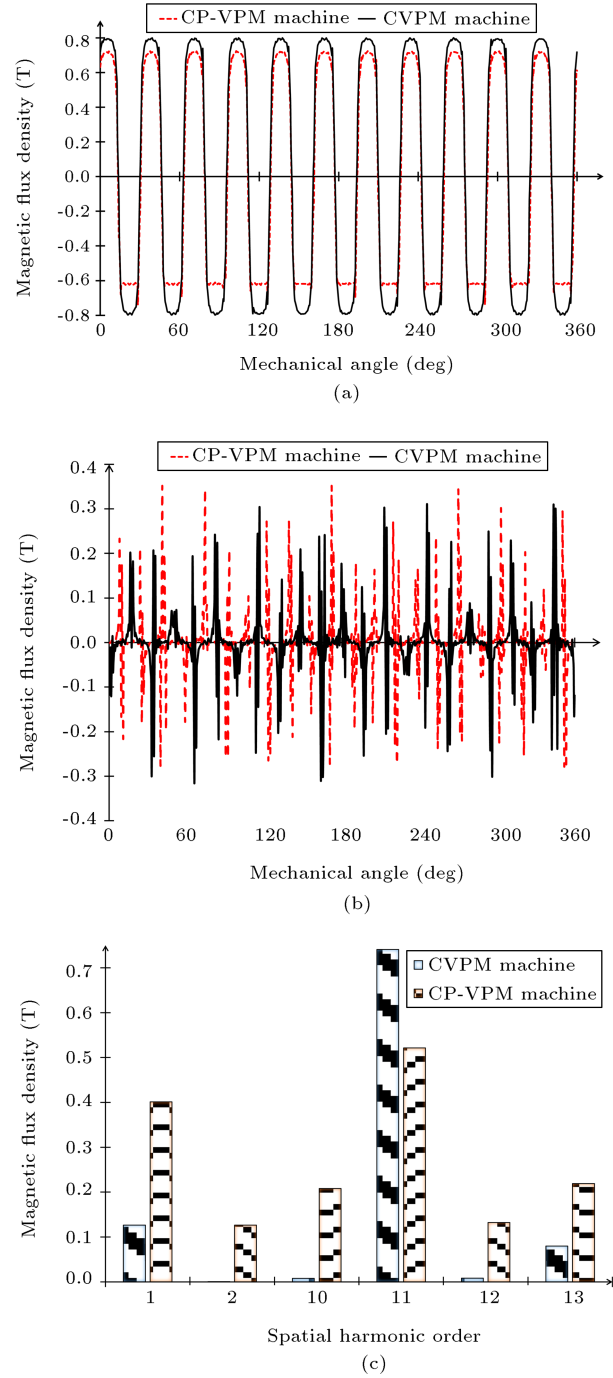 CP-VPM machine CVPM machine
Magnetic flux density (T)
0.8
0.6
0.4
0.2
0.0
-0.2
-0.4
-0.6
-0.8
0 60 120 180 240 300 360
Mechanical angle (deg)
(a)
CP-VPM machine CVPM machine
Magnetic flux density (T)
0.4
0.3
0.2
0.1
0.0
-0.1
-0.2
-0.3
-0.4
0 60 120 180 240 300 360
Mechanical angle (deg)
(b)
CVPM machine
CP-VPM machine
Magnetic flux density (T)
0.7
0.6
0.5
0.4
0.3
0.2
0.1
0.0
1 2 10 11 12 13
Spatial harmonic order
(c)